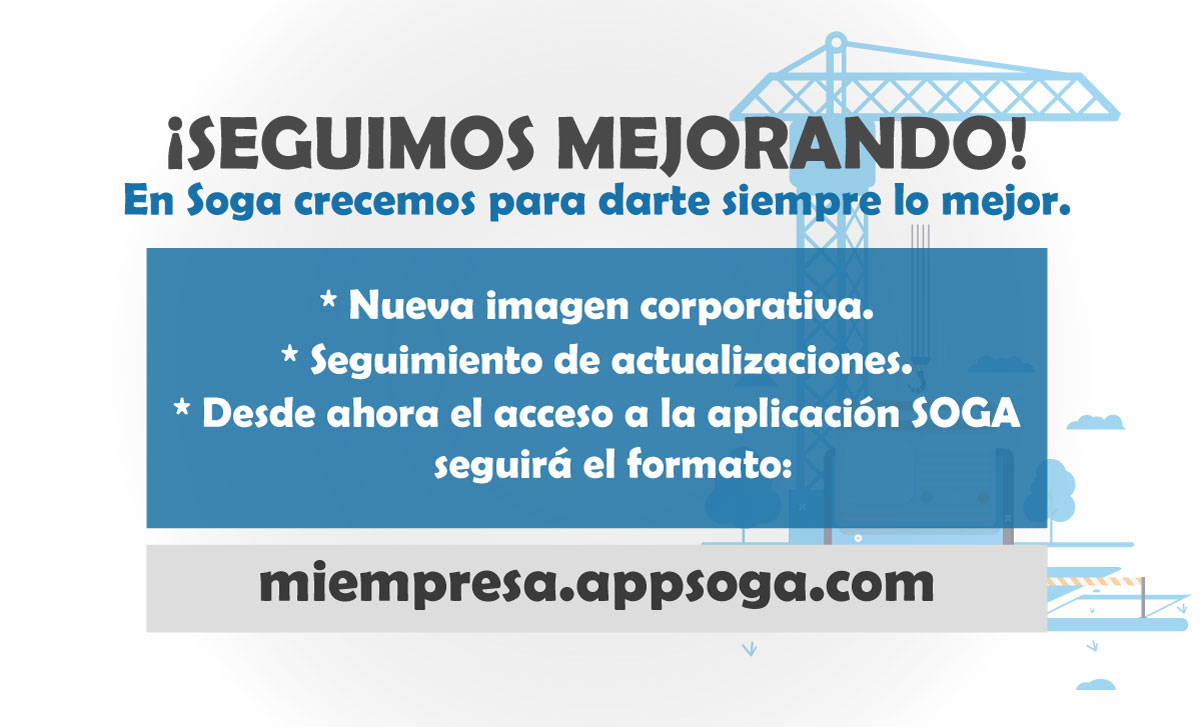 ¡SEGUIMOS MEJORANDO!
En Soga crecemos para darte siempre lo mejor.
* Nueva imagen corporativa.
* Seguimiento de actualizaciones.
* Desde ahora el acceso a la aplicación SOGA
seguirá el formato:
miempresa.appsoga.com